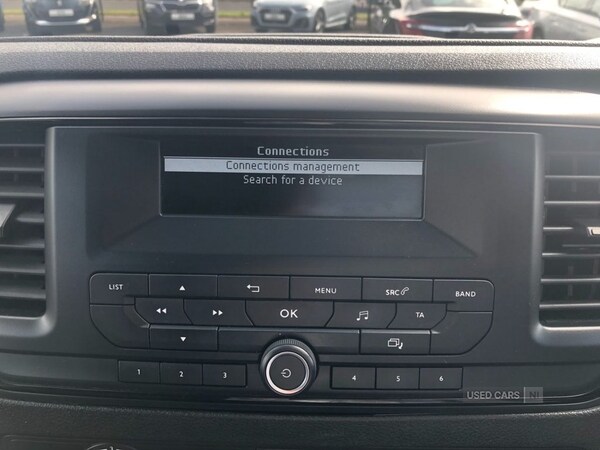 Connections
Connections management
Search for a device
LIST MENU SRC BAND
OK TA
1 2 3 4 5 6
USED CARS NI